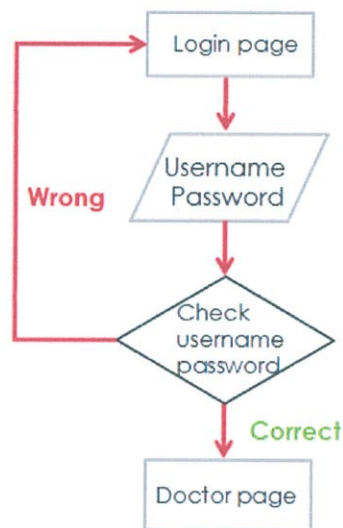 Login page
Username
Password
Wrong
Check
username
password
Correct
Doctor page